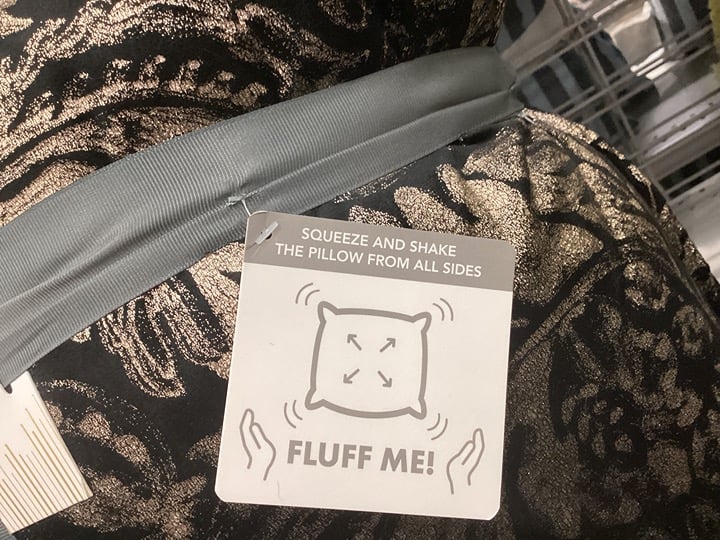 SQUEEZE AND SHAKE
THE PILLOW FROM ALL SIDES
FLUFF ME!